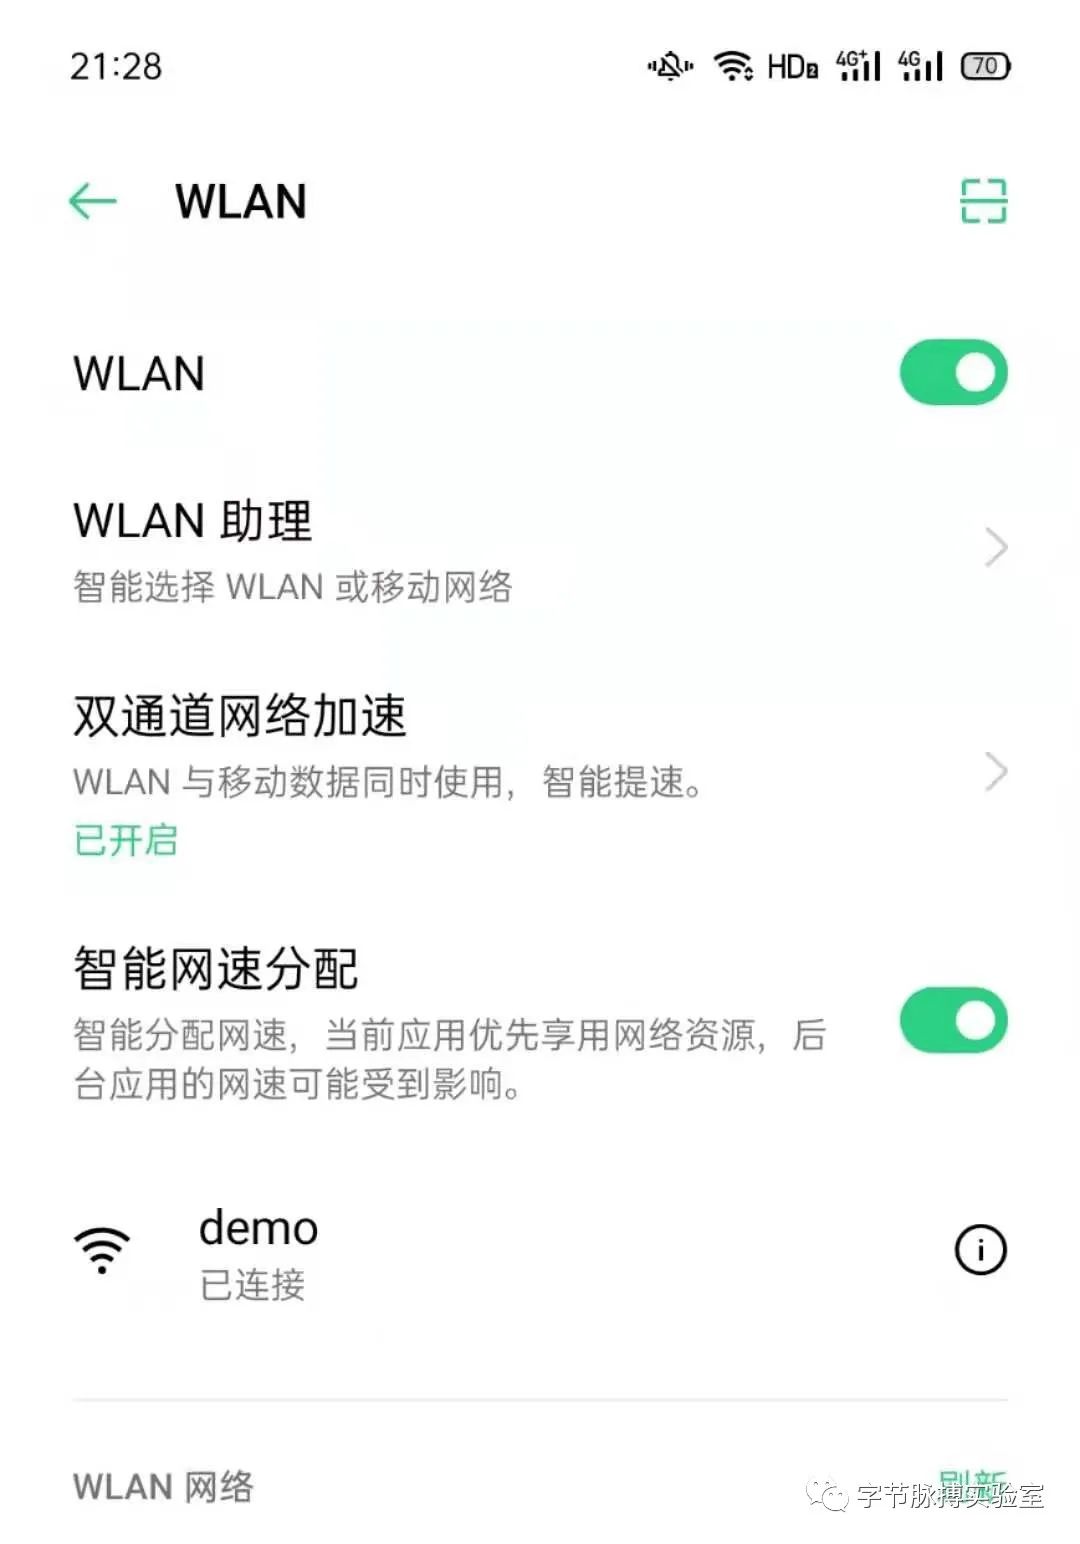 21:28
HD2 4G+ 4G 70
WLAN
WLAN
WLAN 助理
智能选择 WLAN 或移动网络
双通道网络加速
WLAN 与移动数据同时使用，智能提速。
已开启
智能网速分配
智能分配网速，当前应用优先享用网络资源，后
台应用的网速可能受到影响。
demo
已连接
WLAN 网络
刷新
字节脉搏实验室